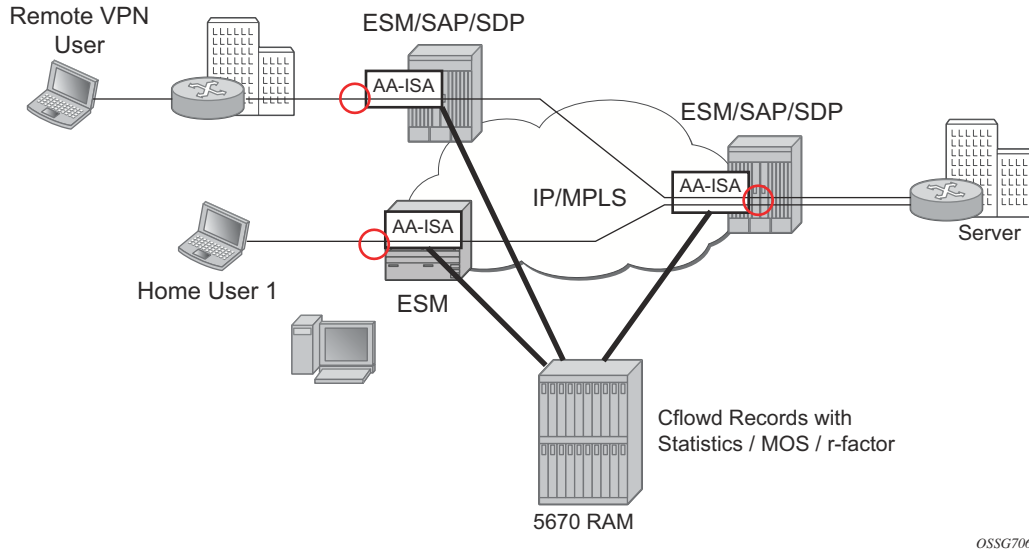 Remote VPN
User
ESM/SAP/SDP
AA-ISA
ESM/SAP/SDP
AA-ISA
IP/MPLS
Server
AA-ISA
Home User 1
ESM
Cflowd Records with
Statistics / MOS / r-factor
5670 RAM
OSSG706